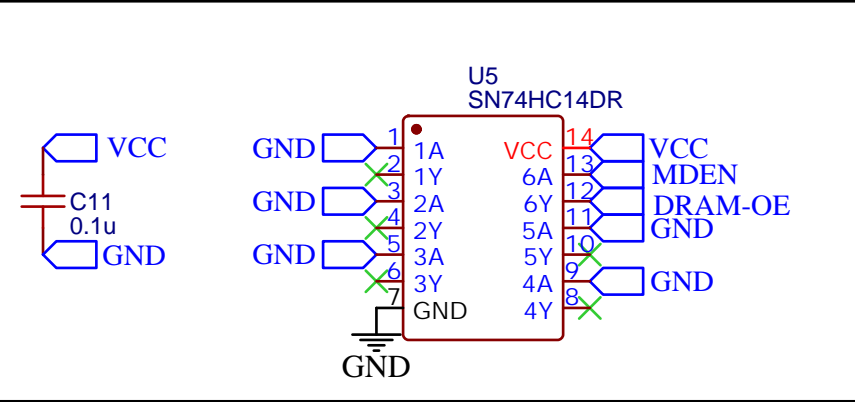 U5
SN74HC14DR
VCC
C11
0.1u
GND
GND 1 1A VCC 14 VCC
2 1Y 6A 13 MDEN
GND 3 2A 6Y 12 DRAM-OE
4 2Y 5A 11 GND
GND 5 3A 5Y 10
6 3Y 4A 9 GND
7 GND 4Y 8
GND